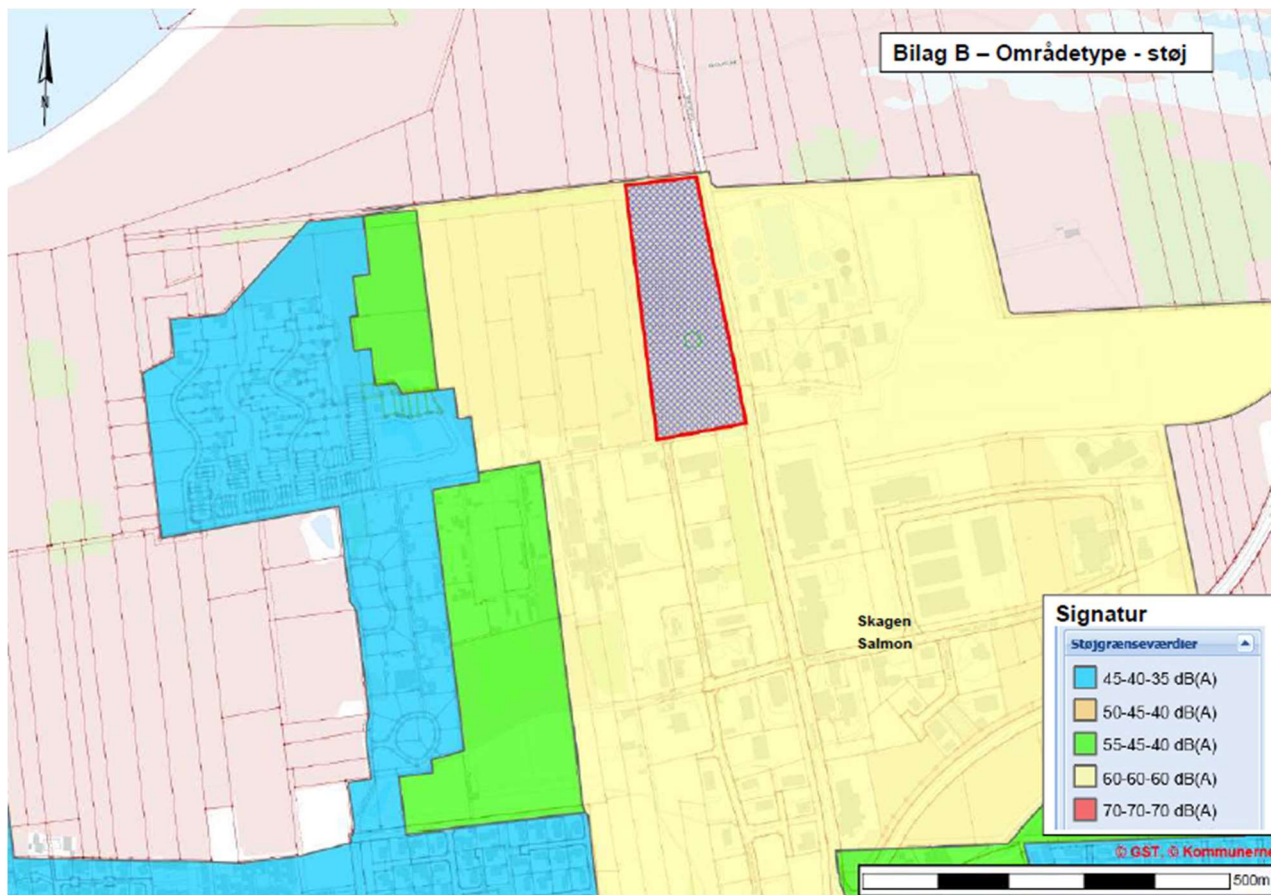 Bilag B – Områdetype - støj
N
Skagen
Salmon
Signatur
Støjgrænseværdier
45-40-35 dB(A)
50-45-40 dB(A)
55-45-40 dB(A)
60-60-60 dB(A)
70-70-70 dB(A)
© GST, © Kommunerne
500m